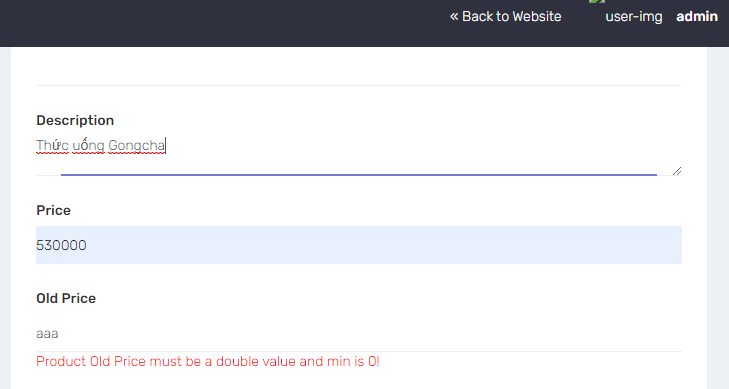 « Back to Website user-img admin
Description
Thức uống Gongcha
Price
530000
Old Price
aaa
Product Old Price must be a double value and min is 0!